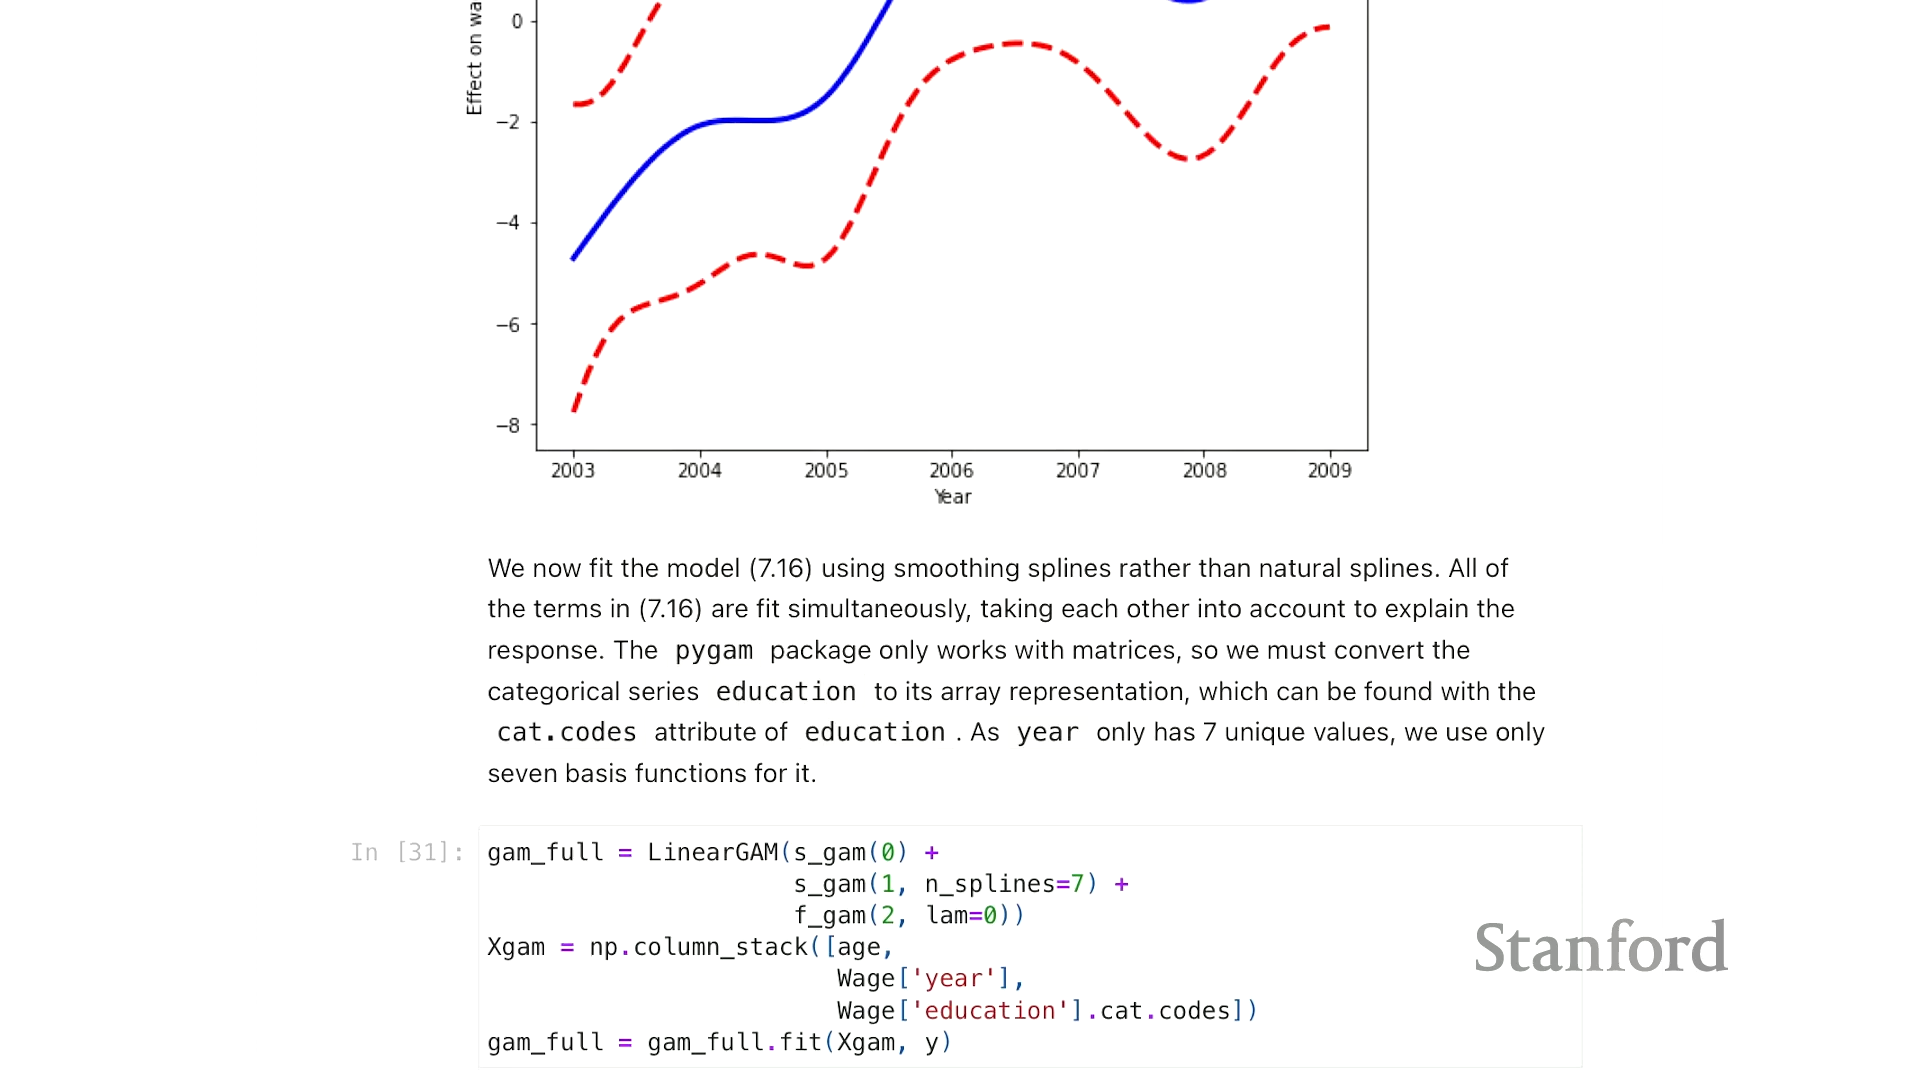 Effect on wa
0
−2
−4
−6
−8
2003 2004 2005 2006 2007 2008 2009
Year
We now fit the model (7.16) using smoothing splines rather than natural splines. All of
the terms in (7.16) are fit simultaneously, taking each other into account to explain the
response. The pygam package only works with matrices, so we must convert the
categorical series education to its array representation, which can be found with the
cat.codes attribute of education . As year only has 7 unique values, we use only
seven basis functions for it.
In [31]: gam_full = LinearGAM(s_gam(0) +
s_gam(1, n_splines=7) +
f_gam(2, lam=0))
Xgam = np.column_stack([age,
Wage['year'],
Wage['education'].cat.codes])
gam_full = gam_full.fit(Xgam, y)
Stanford